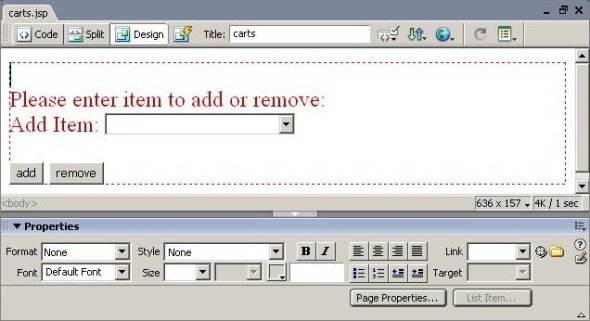 carts.jsp
Code Split Design Title: carts
Please enter item to add or remove:
Add Item:
add remove
<body> 636 x 157 4K / 1 sec
Properties
Format None Style None B I Link
Font Default Font Size Target
Page Properties... List Item...